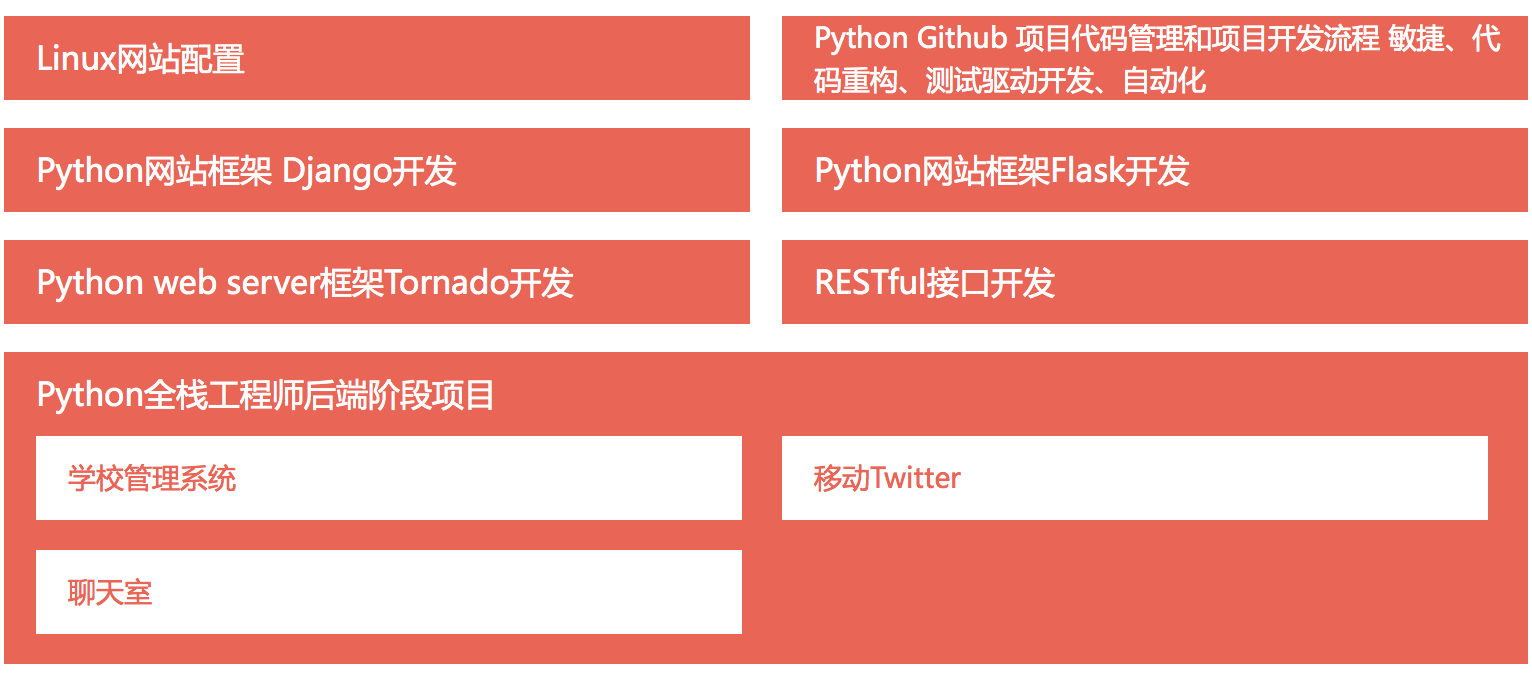 Linux网站配置
Python Github 项目代码管理和项目开发流程 敏捷、代
码重构、测试驱动开发、自动化
Python网站框架 Django开发
Python网站框架Flask开发
Python web server框架Tornado开发
RESTful接口开发
Python全栈工程师后端阶段项目
学校管理系统
移动Twitter
聊天室